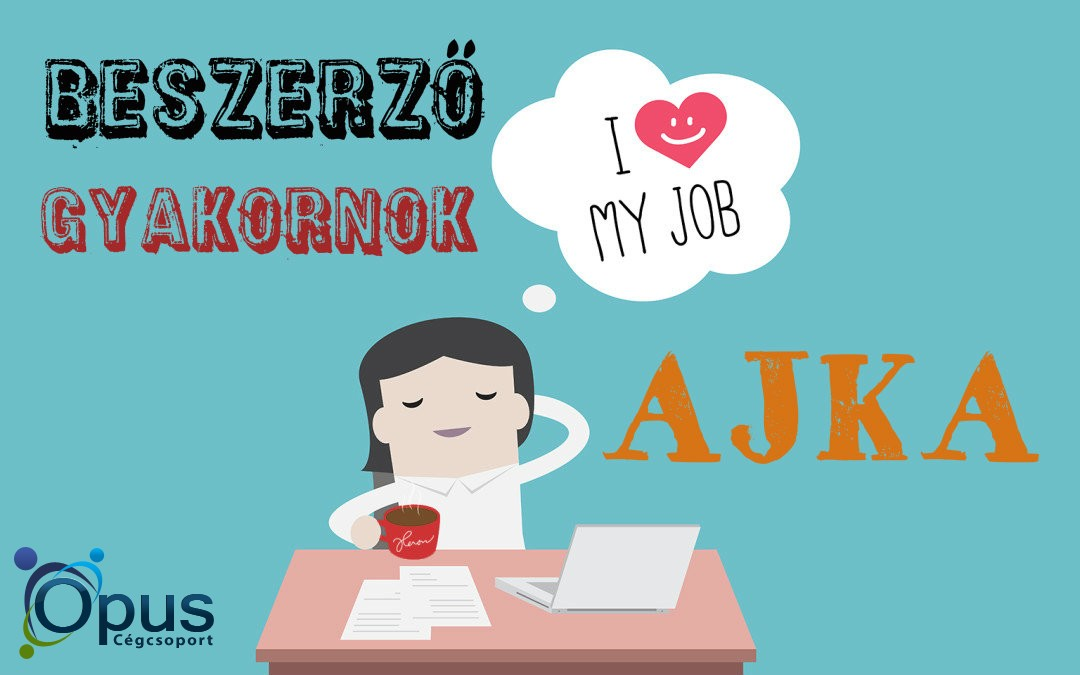 BESZERZŐ
GYAKORNOK
I
MY JOB
AJKA
Opus
Cégcsoport